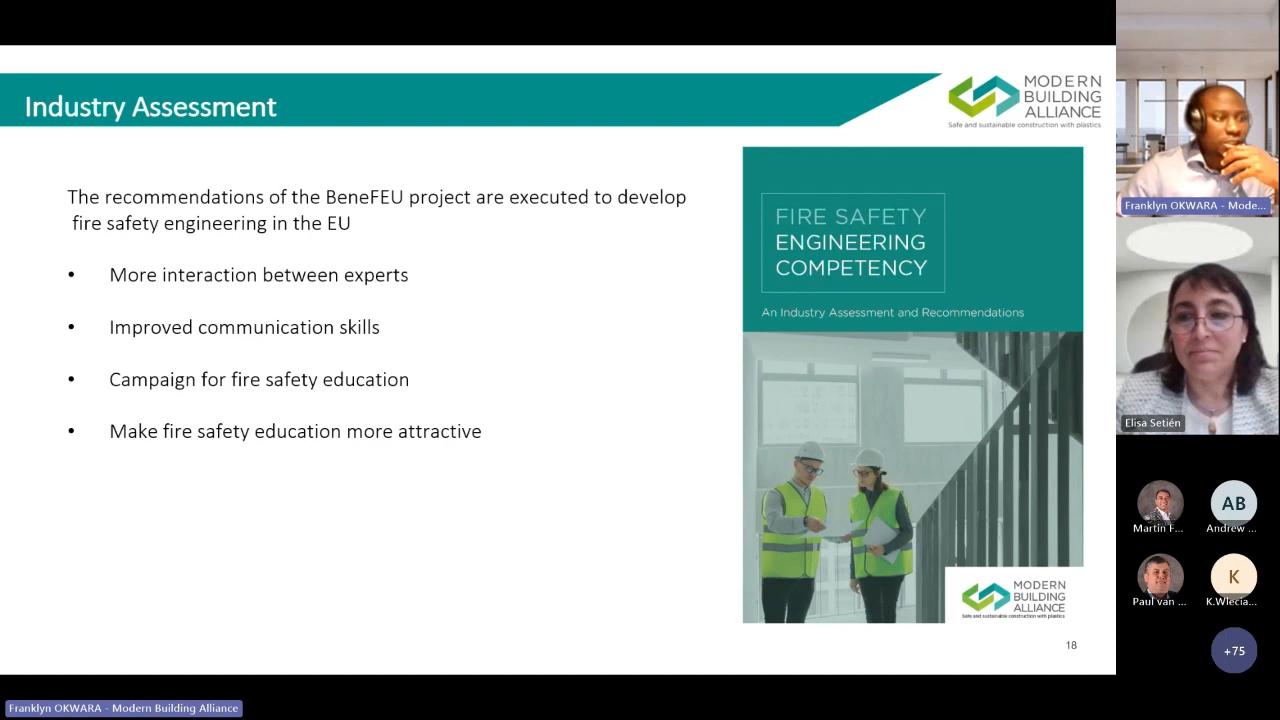 Industry Assessment
MODERN
BUILDING
ALLIANCE
Safe and sustainable construction with plastics
The recommendations of the BeneFEU project are executed to develop
fire safety engineering in the EU
• More interaction between experts
• Improved communication skills
• Campaign for fire safety education
• Make fire safety education more attractive
FIRE SAFETY
ENGINEERING
COMPETENCY
An Industry Assessment and Recommendations
MODERN
BUILDING
ALLIANCE
Safe and sustainable construction with plastics
18
Franklyn OKWARA - Mode...
Elisa Setién
Martin F...
AB
Andrew ...
Paul van ...
K
K.Wlecia...
+75
Franklyn OKWARA - Modern Building Alliance